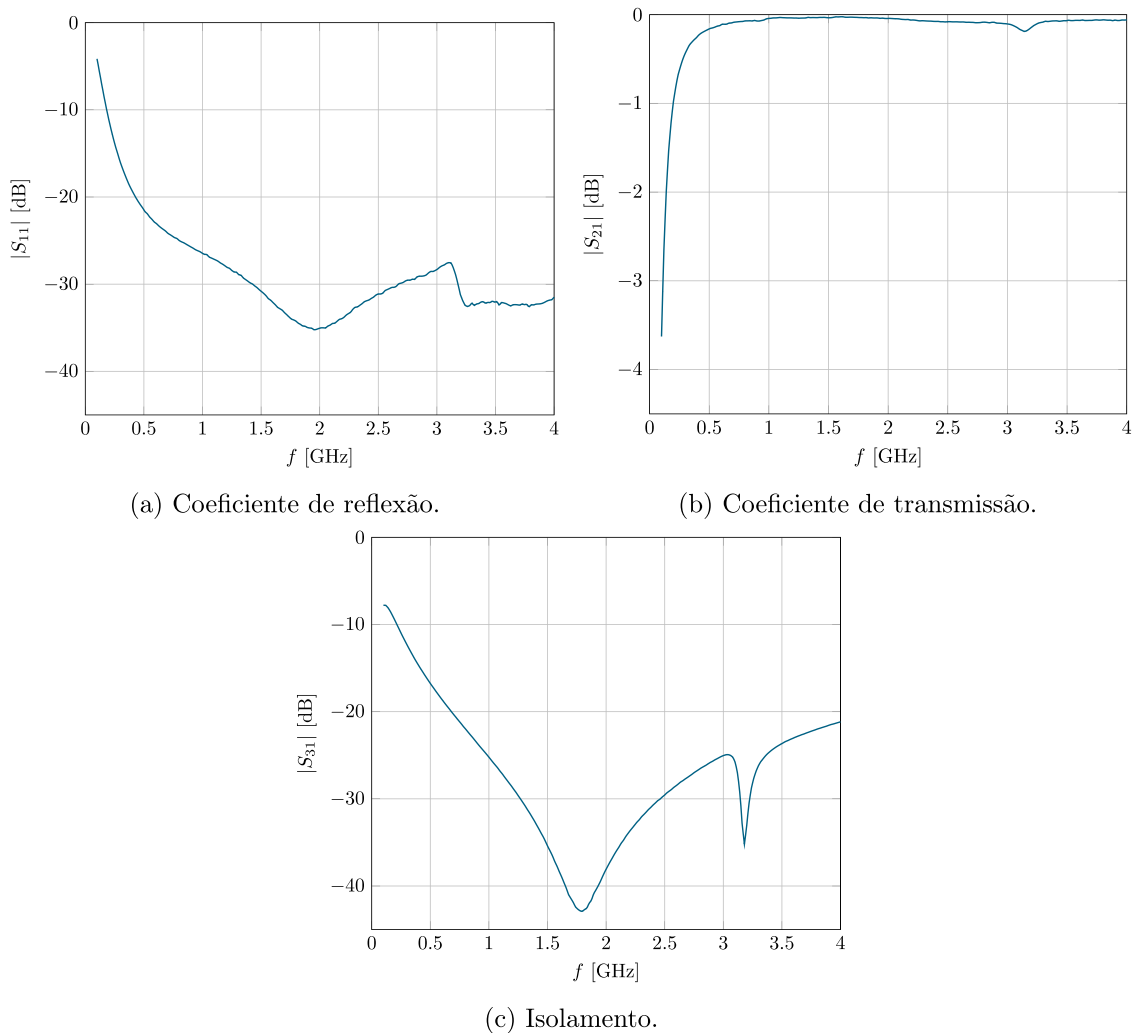 0
−10
−20
−30
−40
|S11| [dB]
0 0.5 1 1.5 2 2.5 3 3.5 4
f [GHz]
(a) Coeficiente de reflexão.
0
−1
−2
−3
−4
|S21| [dB]
0 0.5 1 1.5 2 2.5 3 3.5 4
f [GHz]
(b) Coeficiente de transmissão.
0
−10
−20
−30
−40
|S31| [dB]
0 0.5 1 1.5 2 2.5 3 3.5 4
f [GHz]
(c) Isolamento.